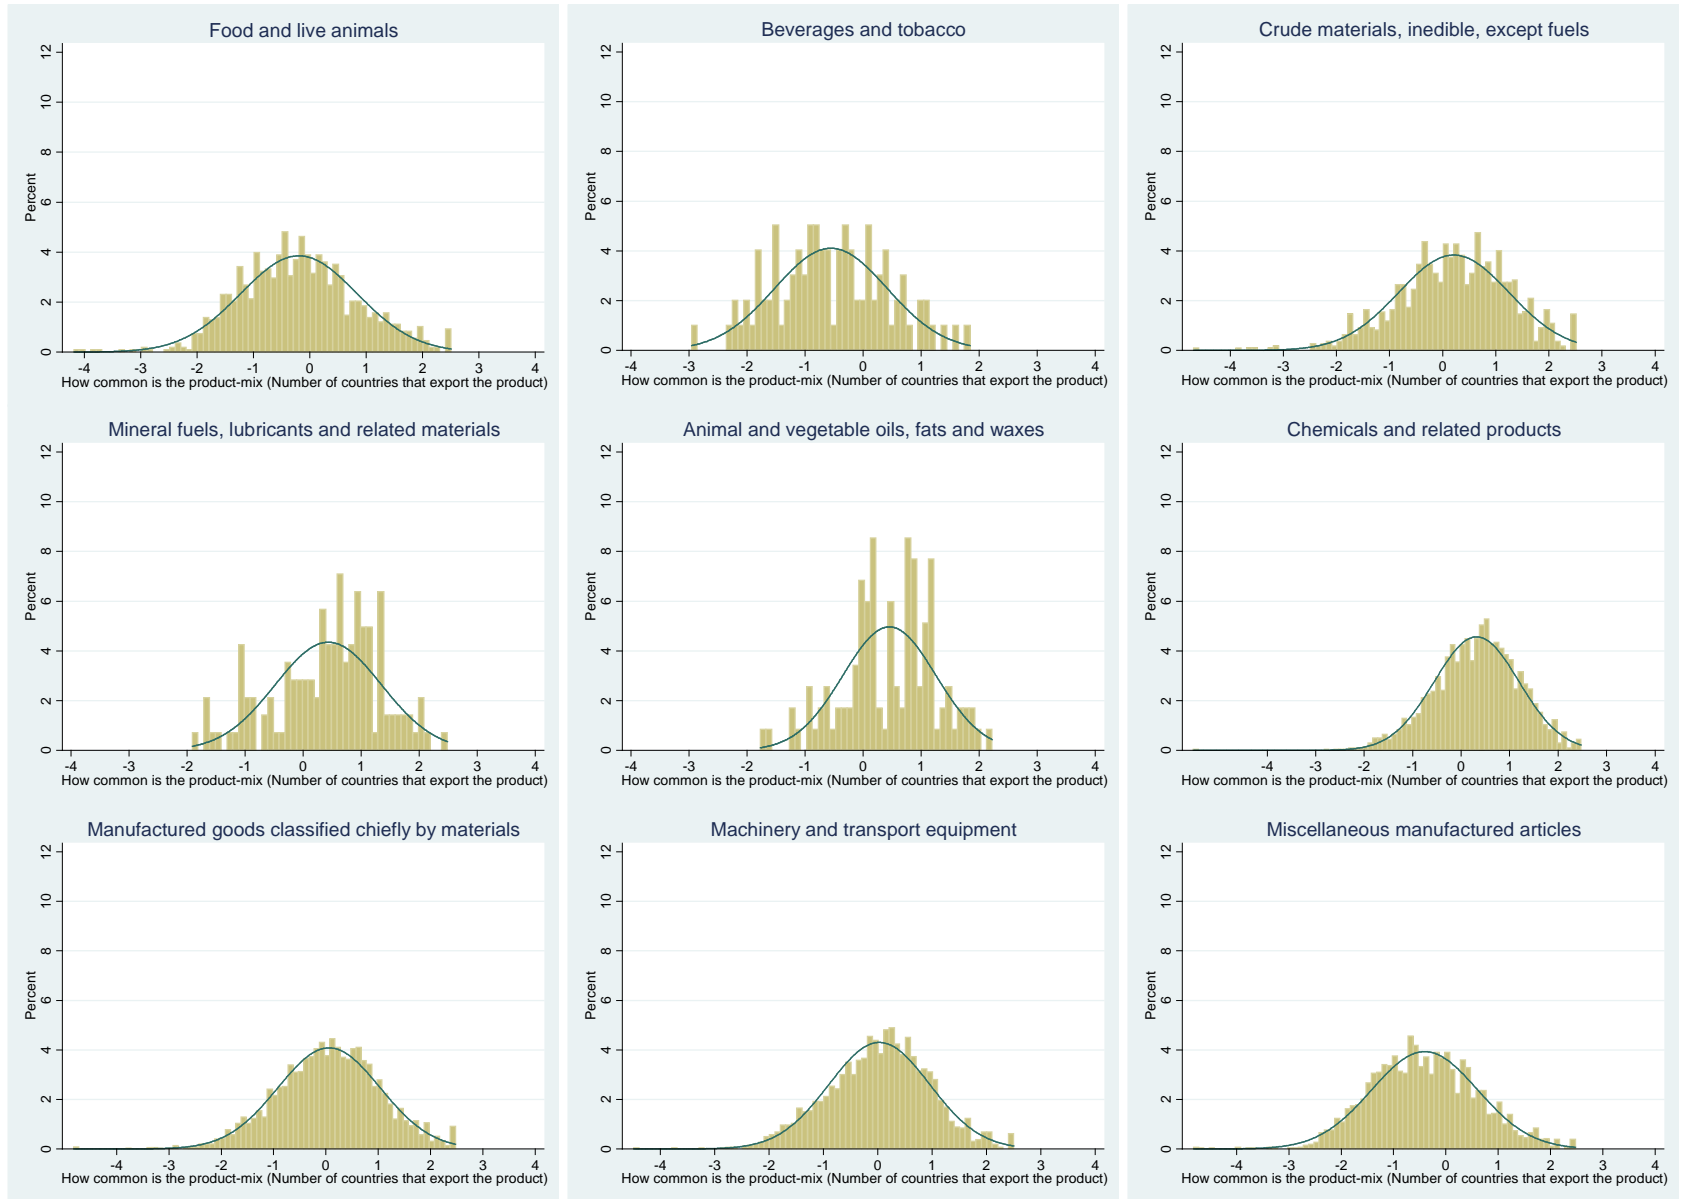 Food and live animals
Percent
12
10
8
6
4
2
0
-4 -3 -2 -1 0 1 2 3 4
How common is the product-mix (Number of countries that export the product)
Beverages and tobacco
Percent
12
10
8
6
4
2
0
-4 -3 -2 -1 0 1 2 3 4
How common is the product-mix (Number of countries that export the product)
Crude materials, inedible, except fuels
Percent
12
10
8
6
4
2
0
-4 -3 -2 -1 0 1 2 3 4
How common is the product-mix (Number of countries that export the product)
Mineral fuels, lubricants and related materials
Percent
12
10
8
6
4
2
0
-4 -3 -2 -1 0 1 2 3 4
How common is the product-mix (Number of countries that export the product)
Animal and vegetable oils, fats and waxes
Percent
12
10
8
6
4
2
0
-4 -3 -2 -1 0 1 2 3 4
How common is the product-mix (Number of countries that export the product)
Chemicals and related products
Percent
12
10
8
6
4
2
0
-4 -3 -2 -1 0 1 2 3 4
How common is the product-mix (Number of countries that export the product)
Manufactured goods classified chiefly by materials
Percent
12
10
8
6
4
2
0
-4 -3 -2 -1 0 1 2 3 4
How common is the product-mix (Number of countries that export the product)
Machinery and transport equipment
Percent
12
10
8
6
4
2
0
-4 -3 -2 -1 0 1 2 3 4
How common is the product-mix (Number of countries that export the product)
Miscellaneous manufactured articles
Percent
12
10
8
6
4
2
0
-4 -3 -2 -1 0 1 2 3 4
How common is the product-mix (Number of countries that export the product)